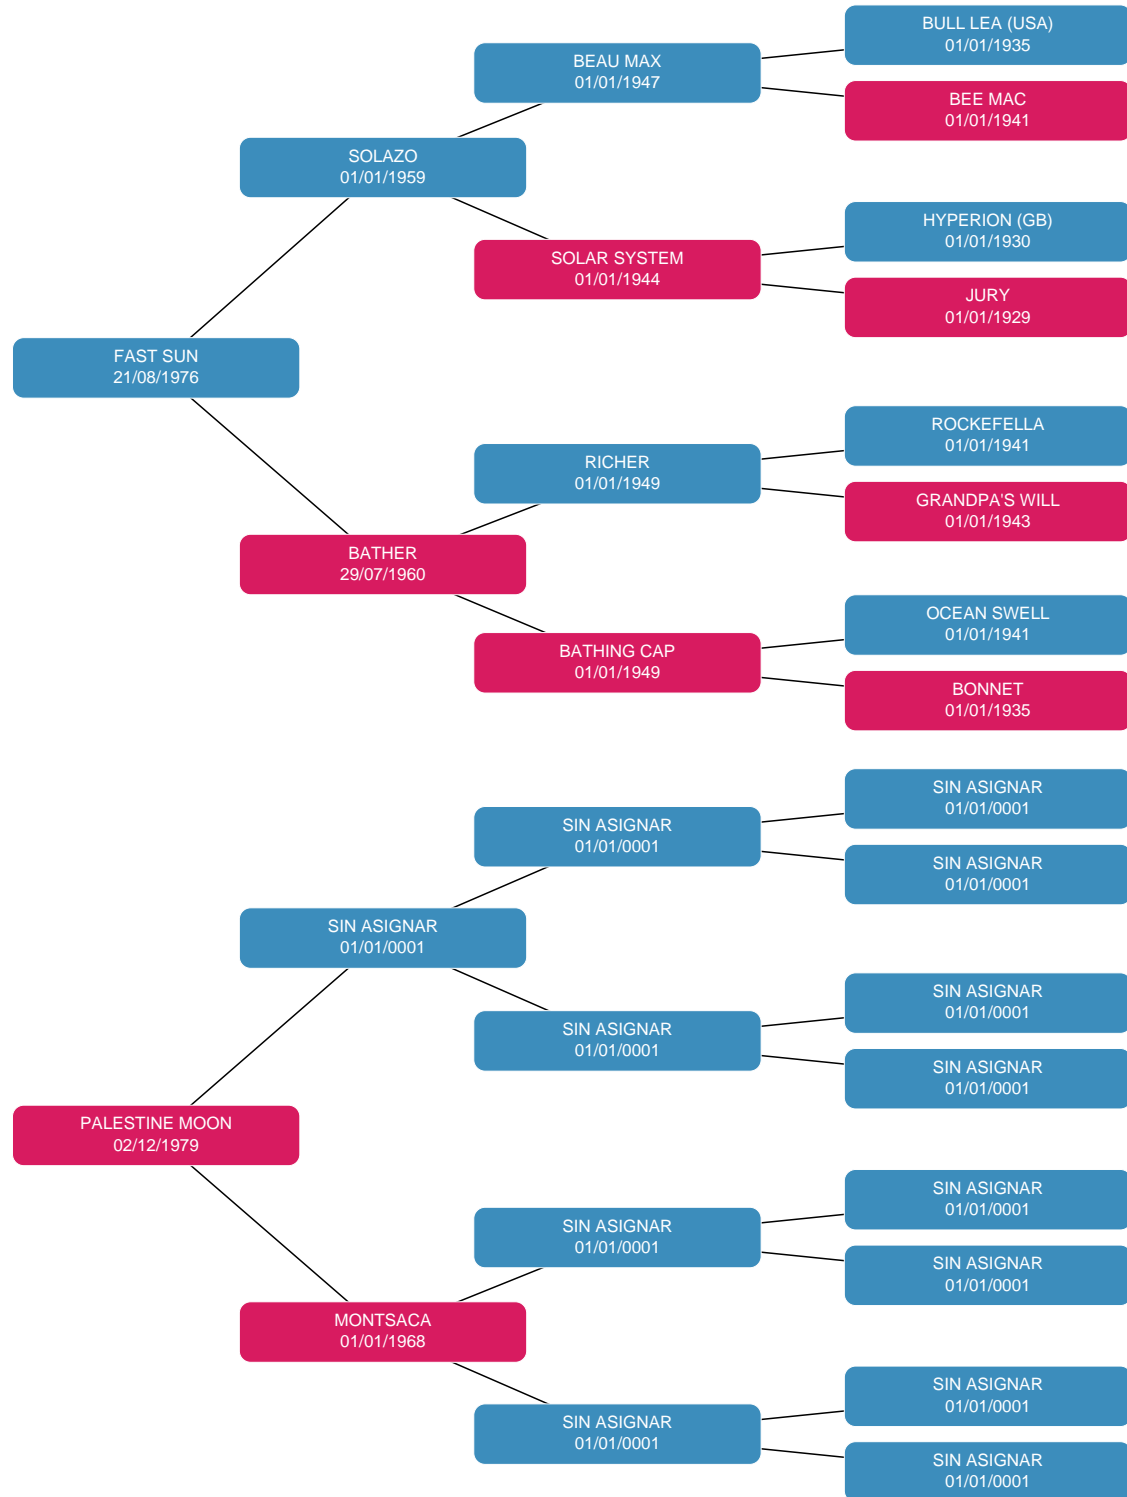 BULL LEA (USA)
01/01/1935
BEAU MAX
01/01/1947
BEE MAC
01/01/1941
SOLAZO
01/01/1959
HYPERION (GB)
01/01/1930
SOLAR SYSTEM
01/01/1944
JURY
01/01/1929
FAST SUN
21/08/1976
ROCKEFELLA
01/01/1941
RICHER
01/01/1949
GRANDPA'S WILL
01/01/1943
BATHER
29/07/1960
OCEAN SWELL
01/01/1941
BATHING CAP
01/01/1949
BONNET
01/01/1935
SIN ASIGNAR
01/01/0001
SIN ASIGNAR
01/01/0001
SIN ASIGNAR
01/01/0001
SIN ASIGNAR
01/01/0001
SIN ASIGNAR
01/01/0001
SIN ASIGNAR
01/01/0001
SIN ASIGNAR
01/01/0001
PALESTINE MOON
02/12/1979
SIN ASIGNAR
01/01/0001
SIN ASIGNAR
01/01/0001
SIN ASIGNAR
01/01/0001
MONTSACA
01/01/1968
SIN ASIGNAR
01/01/0001
SIN ASIGNAR
01/01/0001
SIN ASIGNAR
01/01/0001